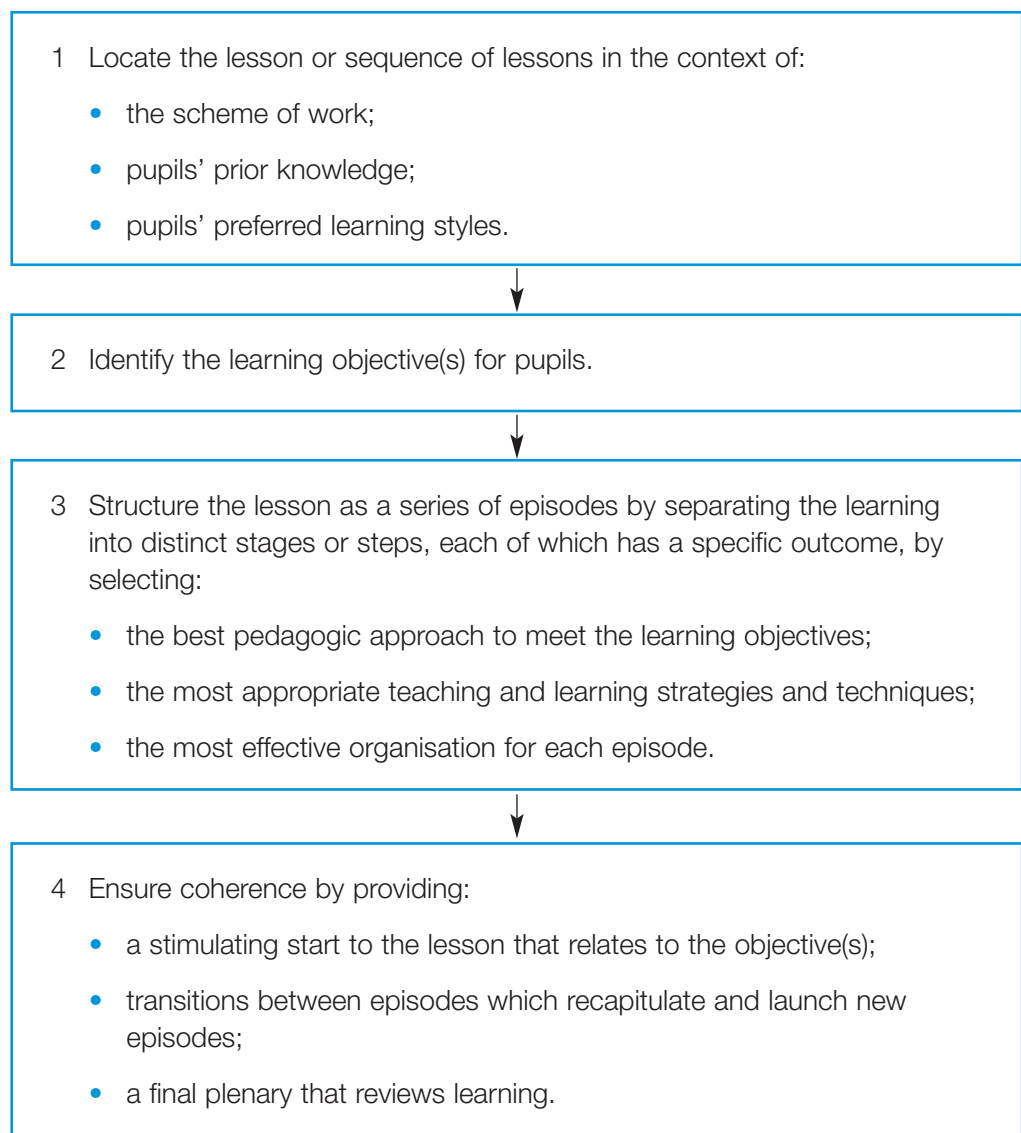 1 Locate the lesson or sequence of lessons in the context of:
• the scheme of work;
• pupils’ prior knowledge;
• pupils’ preferred learning styles.
2 Identify the learning objective(s) for pupils.
3 Structure the lesson as a series of episodes by separating the learning
into distinct stages or steps, each of which has a specific outcome, by
selecting:
• the best pedagogic approach to meet the learning objectives;
• the most appropriate teaching and learning strategies and techniques;
• the most effective organisation for each episode.
4 Ensure coherence by providing:
• a stimulating start to the lesson that relates to the objective(s);
• transitions between episodes which recapitulate and launch new
episodes;
• a final plenary that reviews learning.